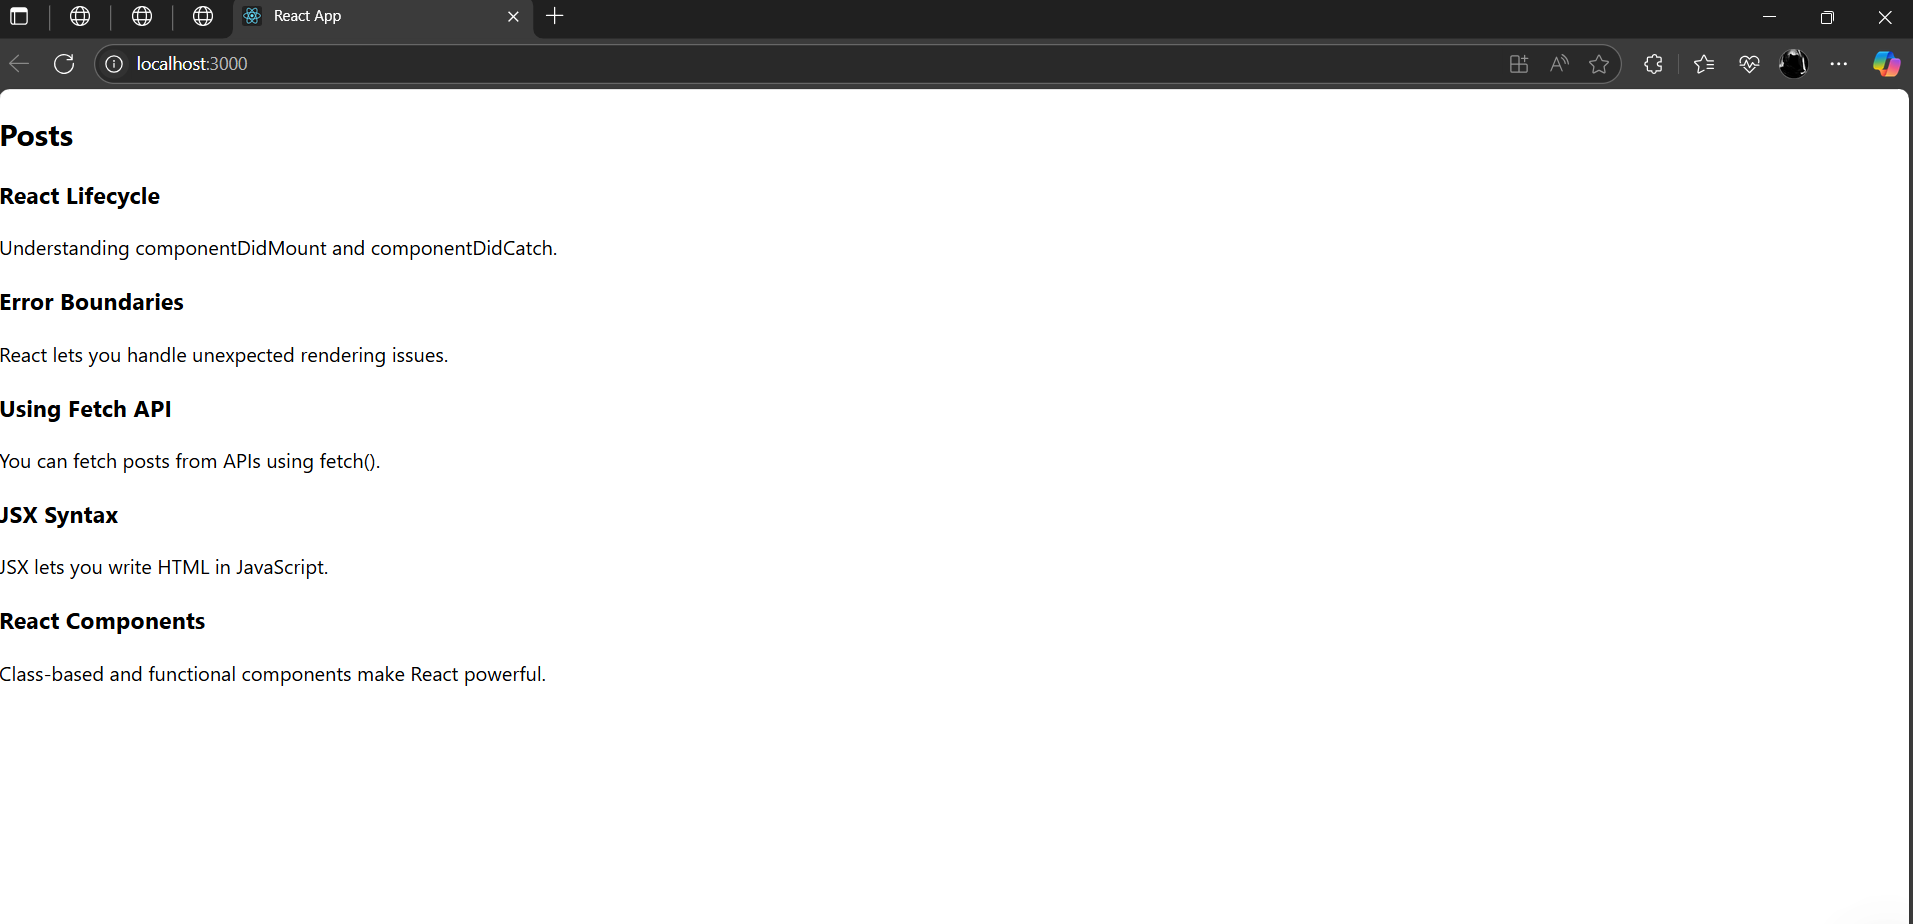 React App
localhost:3000
Posts
React Lifecycle
Understanding componentDidMount and componentDidCatch.
Error Boundaries
React lets you handle unexpected rendering issues.
Using Fetch API
You can fetch posts from APIs using fetch().
JSX Syntax
JSX lets you write HTML in JavaScript.
React Components
Class-based and functional components make React powerful.